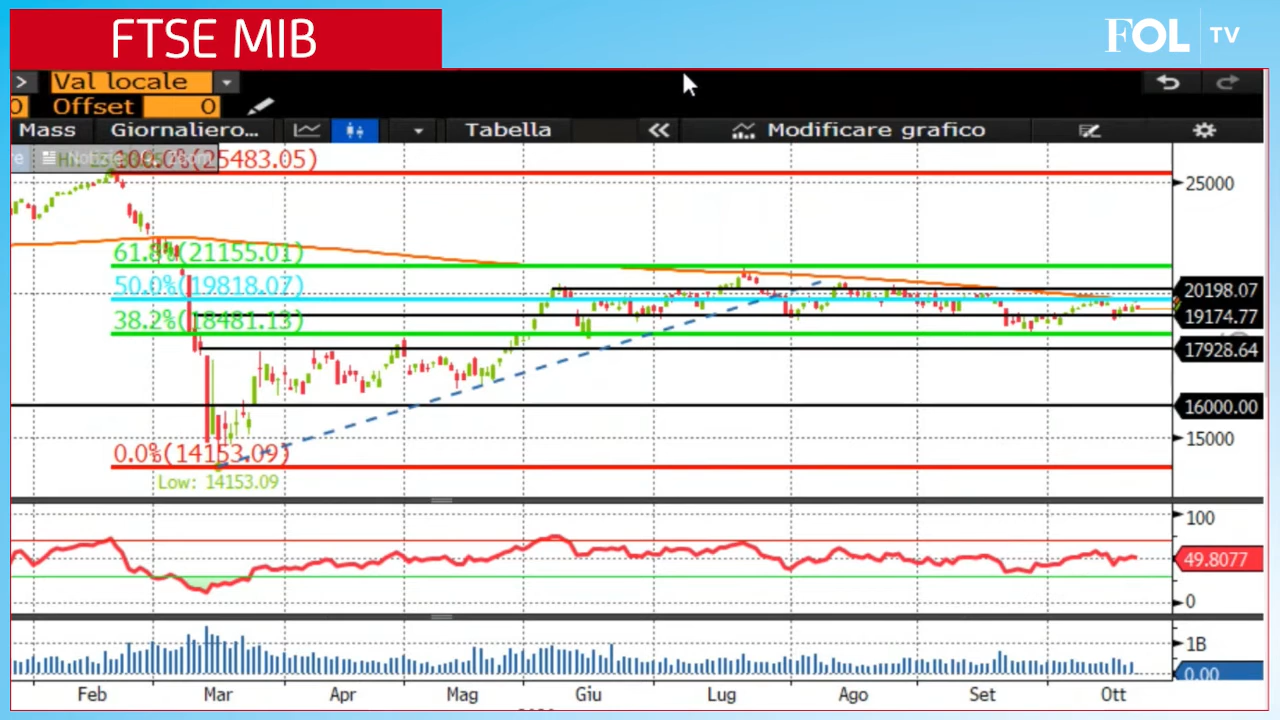 FTSE MIB
FOL TV
Val locale
0 Offset 0
Mass Giornaliero... Tabella Modificare grafico
100.0%(25483.05)
25000
61.8%(21155.01)
50.0%(19818.07)
20198.07
38.2%(18481.13)
19174.77
17928.64
16000.00
15000
0.0%(14153.09)
Low: 14153.09
100
49.8077
0
1B
0.00
Feb Mar Apr Mag Giu Lug Ago Set Ott